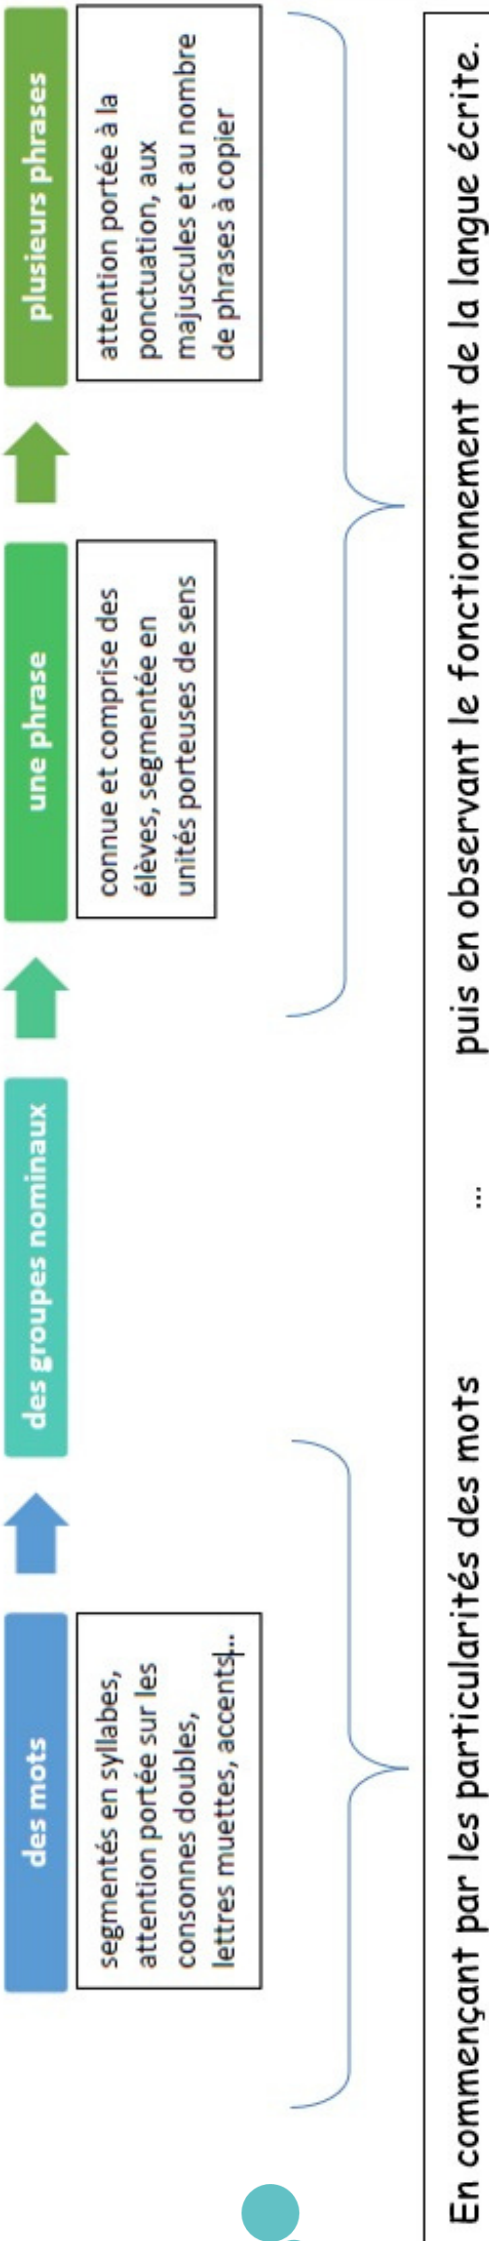 des mots
segmentés en syllabes,
attention portée sur les
consonnes doubles,
lettres muettes, accents...
des groupes nominaux
une phrase
connue et comprise des
élèves, segmentée en
unités porteuses de sens
plusieurs phrases
attention portée à la
ponctuation, aux
majuscules et au nombre
de phrases à copier
En commençant par les particularités des mots ... puis en observant le fonctionnement de la langue écrite.